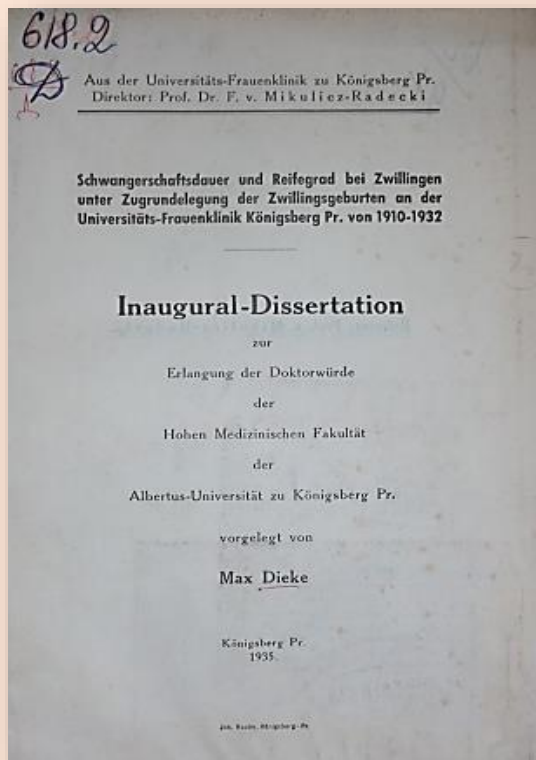 618.2
D
Aus der Universitäts-Frauenklinik zu Königsberg Pr.
Direktor: Prof. Dr. F. v. Mikulicz-Radecki
Schwangerschaftsdauer und Reifegrad bei Zwillingen
unter Zugrundelegung der Zwillingsgeburten an der
Universitäts-Frauenklinik Königsberg Pr. von 1910-1932
Inaugural-Dissertation
zur
Erlangung der Doktorwürde
der
Hohen Medizinischen Fakultät
der
Albertus-Universität zu Königsberg Pr.
vorgelegt von
Max Dieke
Königsberg Pr.
1935.